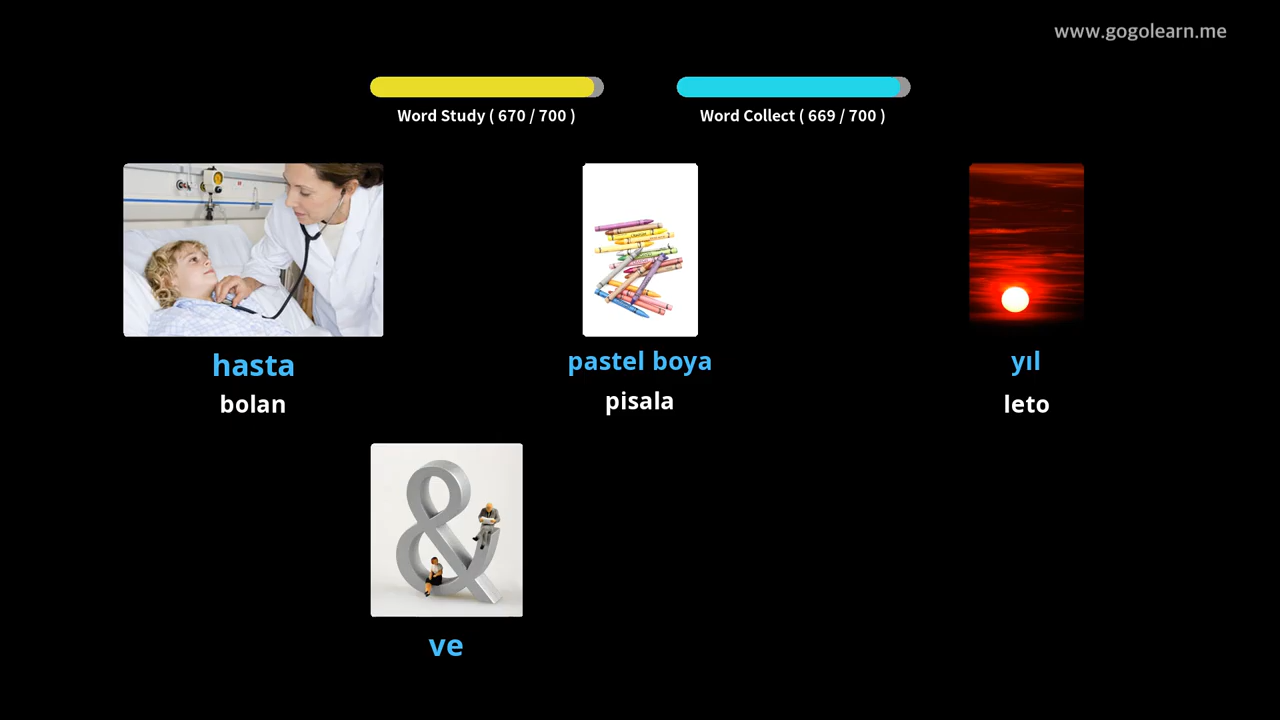 www.gogolearn.me
Word Study ( 670 / 700 )
Word Collect ( 669 / 700 )
hasta
bolan
pastel boya
pisala
yıl
leto
ve